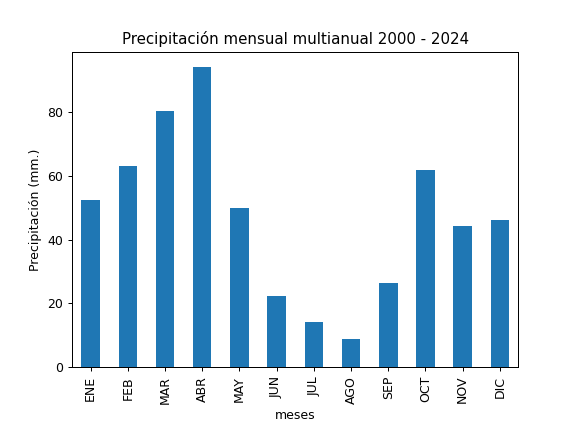 Precipitación mensual multianual 2000 - 2024
Precipitación (mm.)
80
60
40
20
0
ENE
FEB
MAR
ABR
MAY
JUN
JUL
AGO
SEP
OCT
NOV
DIC
meses